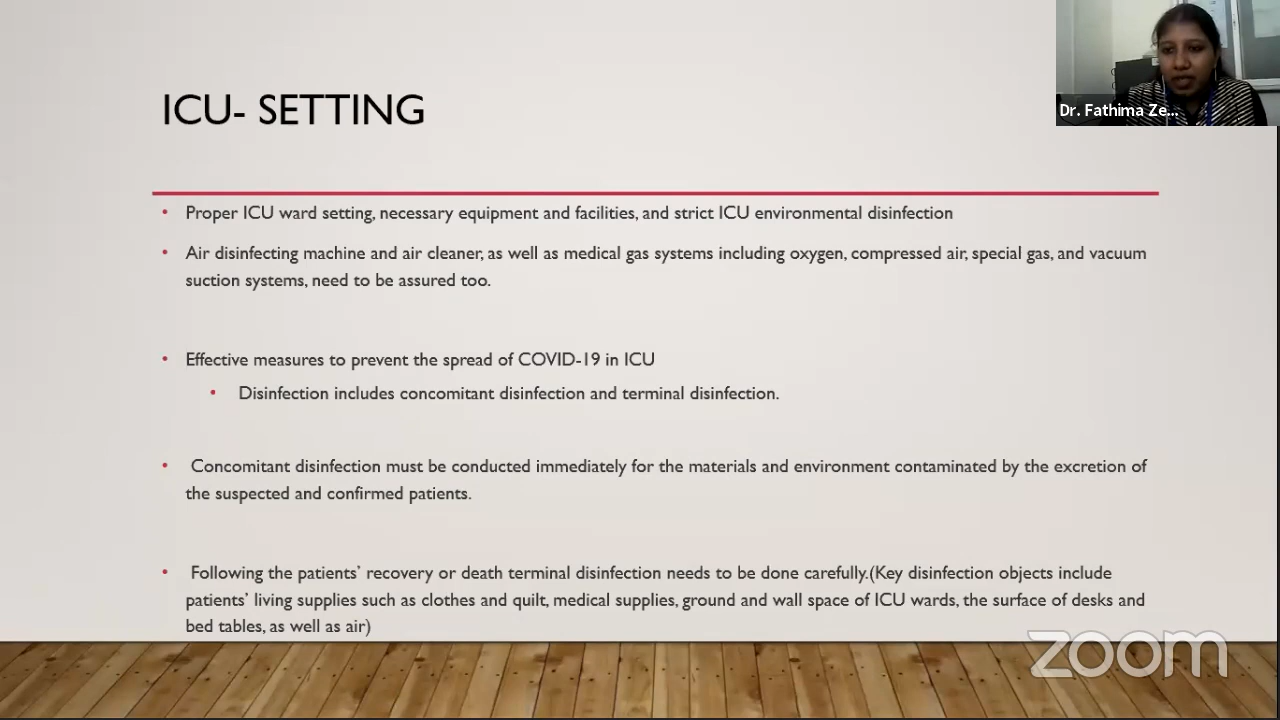 ICU- SETTING
Dr. Fathima Ze...
• Proper ICU ward setting, necessary equipment and facilities, and strict ICU environmental disinfection
• Air disinfecting machine and air cleaner, as well as medical gas systems including oxygen, compressed air, special gas, and vacuum
suction systems, need to be assured too.
• Effective measures to prevent the spread of COVID-19 in ICU
• Disinfection includes concomitant disinfection and terminal disinfection.
• Concomitant disinfection must be conducted immediately for the materials and environment contaminated by the excretion of
the suspected and confirmed patients.
• Following the patients’ recovery or death terminal disinfection needs to be done carefully.(Key disinfection objects include
patients’ living supplies such as clothes and quilt, medical supplies, ground and wall space of ICU wards, the surface of desks and
bed tables, as well as air)
zoom